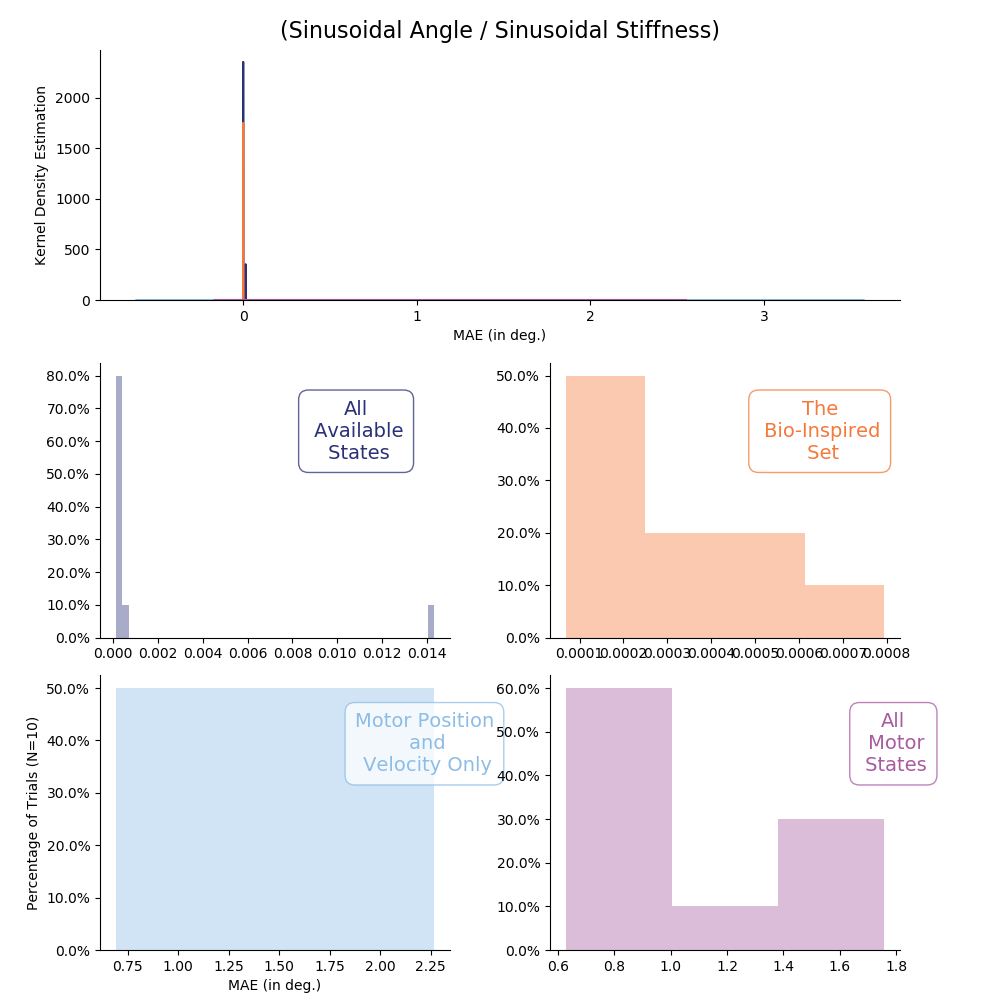 (Sinusoidal Angle / Sinusoidal Stiffness)
Kernel Density Estimation
2000
1500
1000
500
0
0 1 2 3
MAE (in deg.)
80.0%
70.0%
60.0%
50.0%
40.0%
30.0%
20.0%
10.0%
0.0%
All
Available
States
0.000 0.002 0.004 0.006 0.008 0.010 0.012 0.014
50.0%
40.0%
30.0%
20.0%
10.0%
0.0%
The
Bio-Inspired
Set
0.0001 0.0002 0.0003 0.0004 0.0005 0.0006 0.0007 0.0008
Percentage of Trials (N=10)
50.0%
40.0%
30.0%
20.0%
10.0%
0.0%
Motor Position
and
Velocity Only
0.75 1.00 1.25 1.50 1.75 2.00 2.25
MAE (in deg.)
60.0%
50.0%
40.0%
30.0%
20.0%
10.0%
0.0%
All
Motor
States
0.6 0.8 1.0 1.2 1.4 1.6 1.8